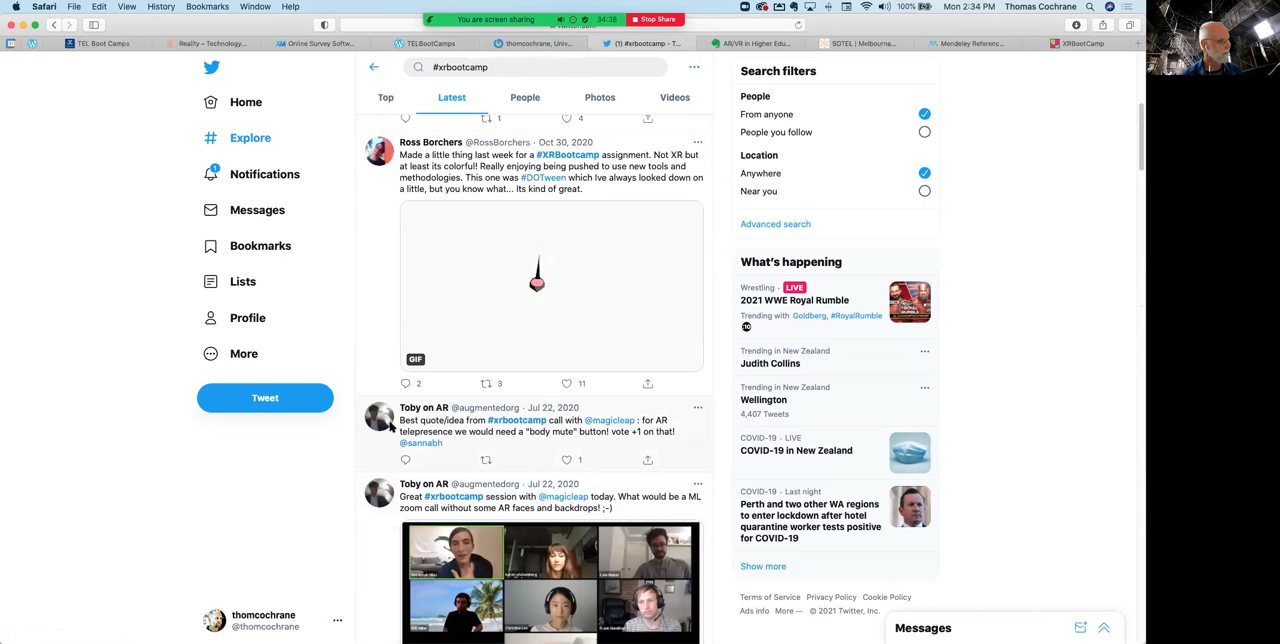 Safari File Edit View History Bookmarks Window Help
100% Mon 2:34 PM Thomas Cochrane
You are screen sharing 34:38 Stop Share
TEL Boot Camps Reality – Technology... Online Survey Softw... TELBootCamps thomcochrane, Univ... #xrbootcamp - T... AR/VR in Higher Edu... SOTEL | Melbourne... Mendeley Referenc... XRBootCamp
#xrbootcamp
Top Latest People Photos Videos
1 4
Home
Explore
1
Notifications
Messages
Bookmarks
Lists
Profile
More
Tweet
thomcochrane
@thomcochrane
Ross Borchers @RossBorchers · Oct 30, 2020
Made a little thing last week for a #XRBootcamp assignment. Not XR but
at least its colorful! Really enjoying being pushed to use new tools and
methodologies. This one was #DOTween which Ive always looked down on
a little, but you know what... Its kind of great.
GIF
2 3 11
Toby on AR @augmentedorg · Jul 22, 2020
Best quote/idea from #xrbootcamp call with @magicleap : for AR
telepresence we would need a "body mute" button! vote +1 on that!
@sannabh
1
Toby on AR @augmentedorg · Jul 22, 2020
Great #xrbootcamp session with @magicleap today. What would be a ML
zoom call without some AR faces and backdrops! ;-)
Search filters
People
From anyone
People you follow
Location
Anywhere
Near you
Advanced search
What's happening
Wrestling · LIVE
2021 WWE Royal Rumble
Trending with Goldberg, #RoyalRumble
Trending in New Zealand
Judith Collins
Trending in New Zealand
Wellington
4,407 Tweets
COVID-19 · LIVE
COVID-19 in New Zealand
COVID-19 · Last night
Perth and two other WA regions
to enter lockdown after hotel
quarantine worker tests positive
for COVID-19
Show more
Terms of Service Privacy Policy Cookie Policy
Ads info More ··· © 2021 Twitter, Inc.
Messages